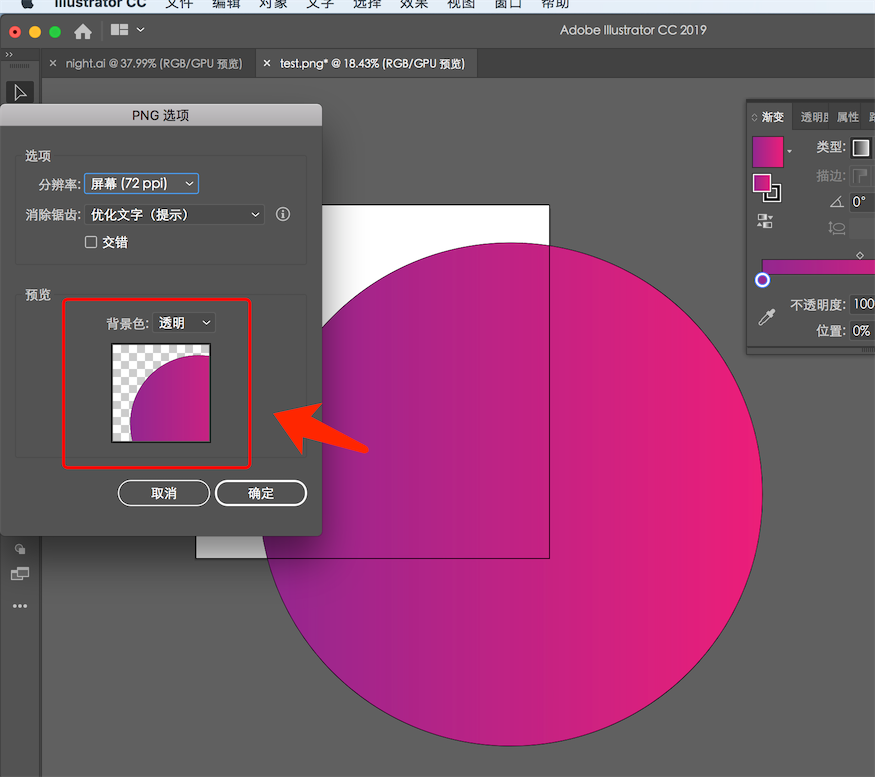 Illustrator CC 文件 编辑 对象 文字 选择 效果 视图 窗口 帮助
Adobe Illustrator CC 2019
night.ai @ 37.99% (RGB/GPU 预览)
test.png* @ 18.43% (RGB/GPU 预览)
PNG 选项
选项
分辨率: 屏幕 (72 ppi)
消除锯齿: 优化文字（提示）
交错
预览
背景色: 透明
取消
确定
渐变 透明度 属性
类型:
描边:
0°
不透明度: 100
位置: 0%